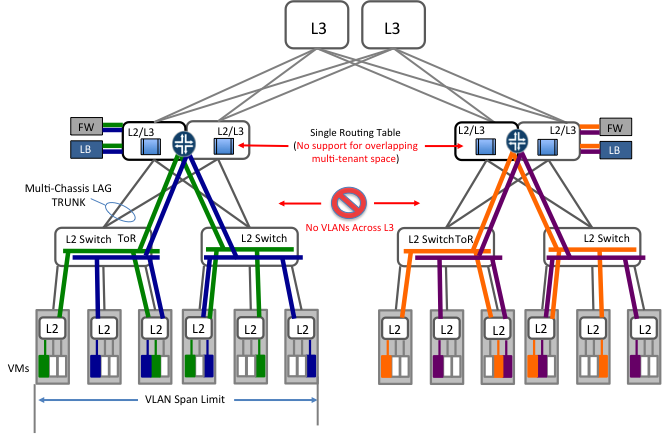 L3
L3
L2/L3
L2/L3
FW
LB
L2/L3
L2/L3
FW
LB
Single Routing Table
(No support for overlapping
multi-tenant space)
Multi-Chassis LAG
TRUNK
No VLANs Across L3
L2 Switch ToR
L2 Switch
L2 Switch ToR
L2 Switch
L2
L2
L2
L2
L2
L2
L2
L2
L2
L2
L2
L2
VMs
VLAN Span Limit